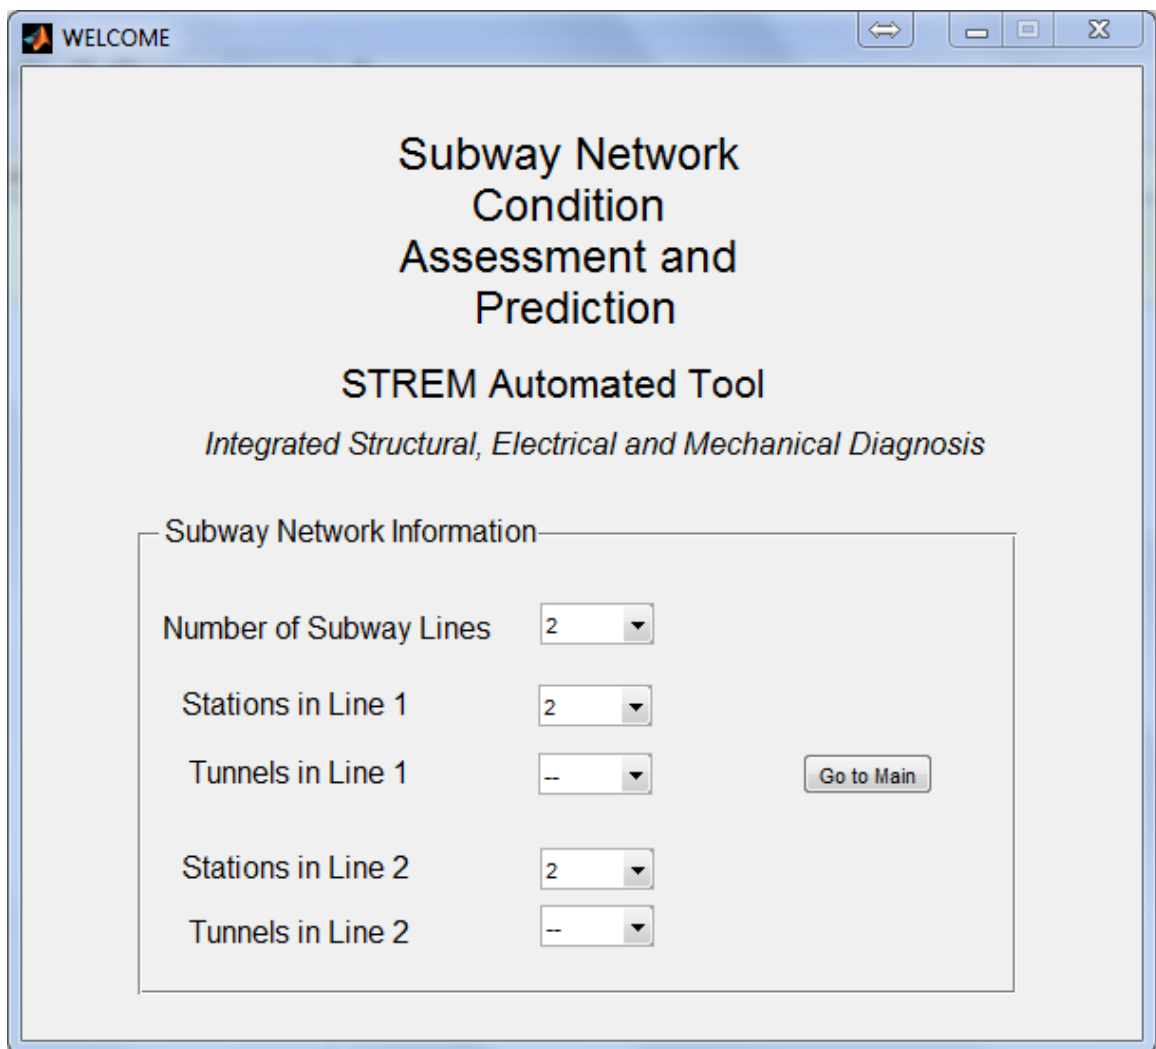 WELCOME
Subway Network
Condition
Assessment and
Prediction
STREM Automated Tool
Integrated Structural, Electrical and Mechanical Diagnosis
Subway Network Information
Number of Subway Lines 2
Stations in Line 1 2
Tunnels in Line 1 --
Go to Main
Stations in Line 2 2
Tunnels in Line 2 --